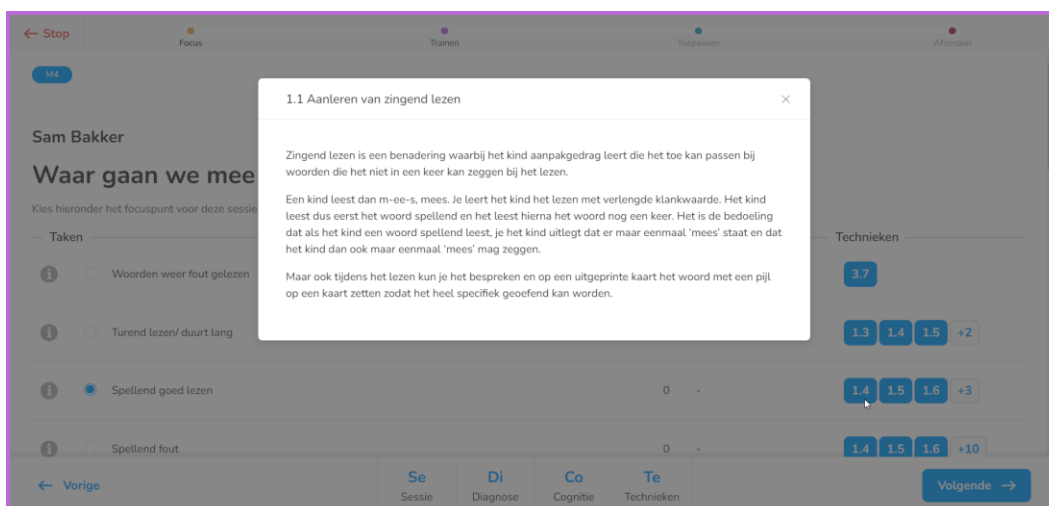 ← Stop
Focus
Trainen
Toepassen
Afronden
M4
1.1 Aanleren van zingend lezen
×
Sam Bakker
Waar gaan we mee
Kies hieronder het focuspunt voor deze sessie
Zingend lezen is een benadering waarbij het kind aanpakgedrag leert die het toe kan passen bij
woorden die het niet in een keer kan zeggen bij het lezen.
Een kind leest dan m-ee-s, mees. Je leert het kind het lezen met verlengde klankwaarde. Het kind
leest dus eerst het woord spellend en het leest hierna het woord nog een keer. Het is de bedoeling
dat als het kind een woord spellend leest, je het kind uitlegt dat er maar eenmaal ‘mees’ staat en dat
het kind dan ook maar eenmaal ‘mees’ mag zeggen.
Maar ook tijdens het lezen kun je het bespreken en op een uitgeprinte kaart het woord met een pijl
op een kaart zetten zodat het heel specifiek geoefend kan worden.
Taken
Technieken
Woorden weer fout gelezen
3.7
Turend lezen/ duurt lang
1.3 1.4 1.5 +2
Spellend goed lezen 0 - 1.4 1.5 1.6 +3
Spellend fout 0 - 1.4 1.5 1.6 +10
← Vorige
Se Di Co Te
Sessie Diagnose Cognitie Technieken
Volgende →